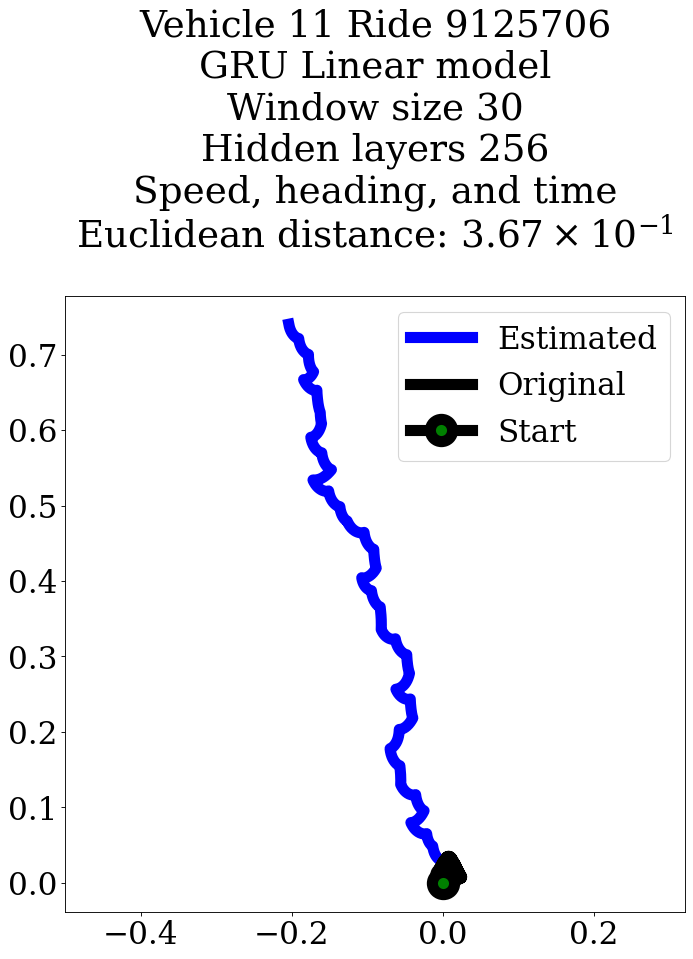 Vehicle 11 Ride 9125706
GRU Linear model
Window size 30
Hidden layers 256
Speed, heading, and time
Euclidean distance: 3.67 × 10⁻¹
Estimated
Original
Start
0.7
0.6
0.5
0.4
0.3
0.2
0.1
0.0
−0.4 −0.2 0.0 0.2